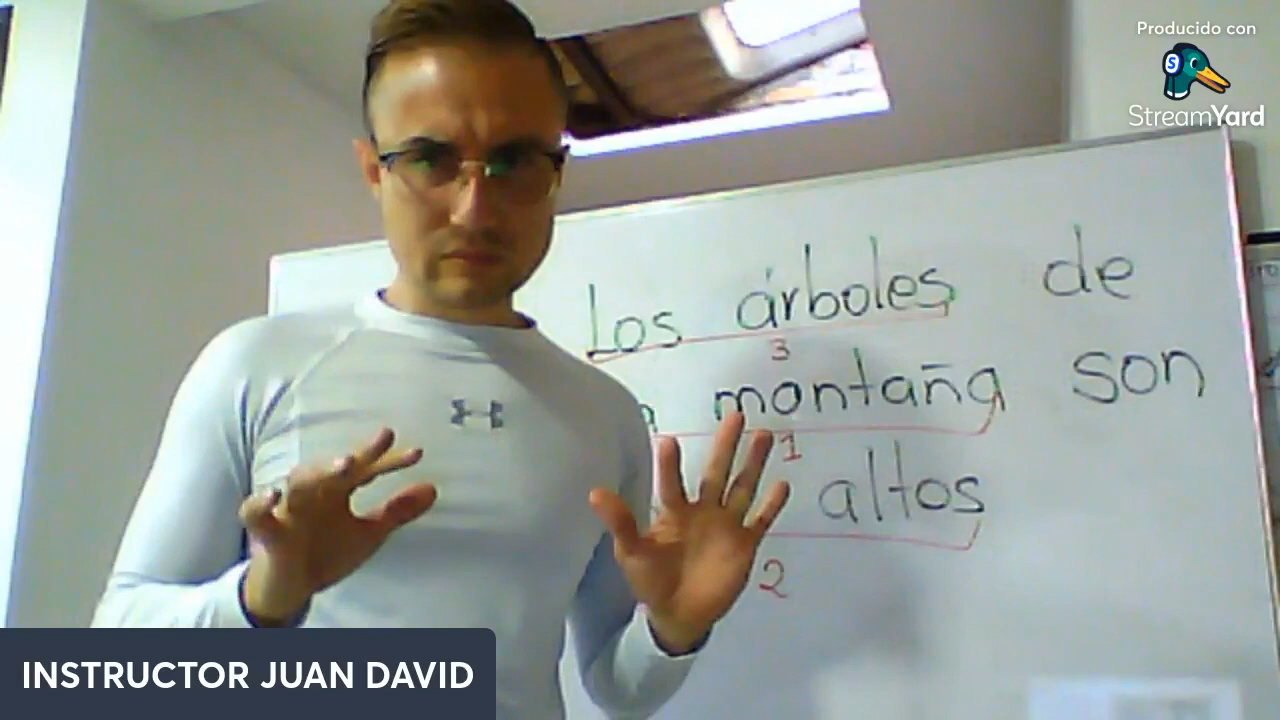 Producido con
StreamYard
Los árboles de
3
montaña son
1
altos
2
INSTRUCTOR JUAN DAVID